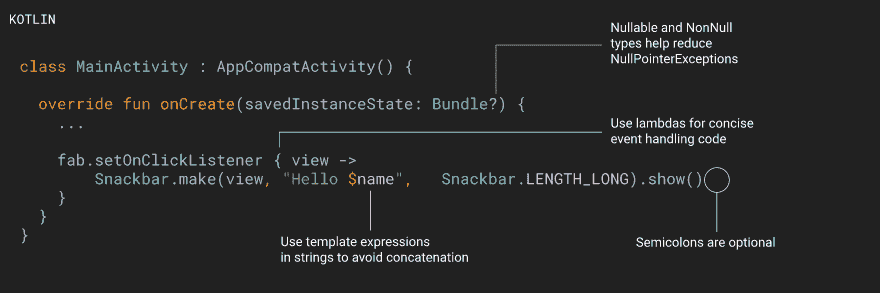 KOTLIN
Nullable and NonNull
types help reduce
NullPointerExceptions
class MainActivity : AppCompatActivity() {
override fun onCreate(savedInstanceState: Bundle?) {
...
Use lambdas for concise
event handling code
fab.setOnClickListener { view ->
Snackbar.make(view, "Hello $name", Snackbar.LENGTH_LONG).show()
}
}
}
Use template expressions
in strings to avoid concatenation
Semicolons are optional